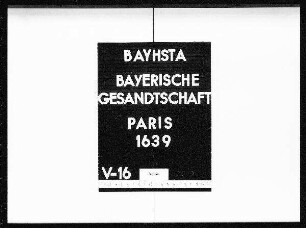 BAYHSTA
BAYERISCHE
GESANDTSCHAFT
PARIS
1639
V-16